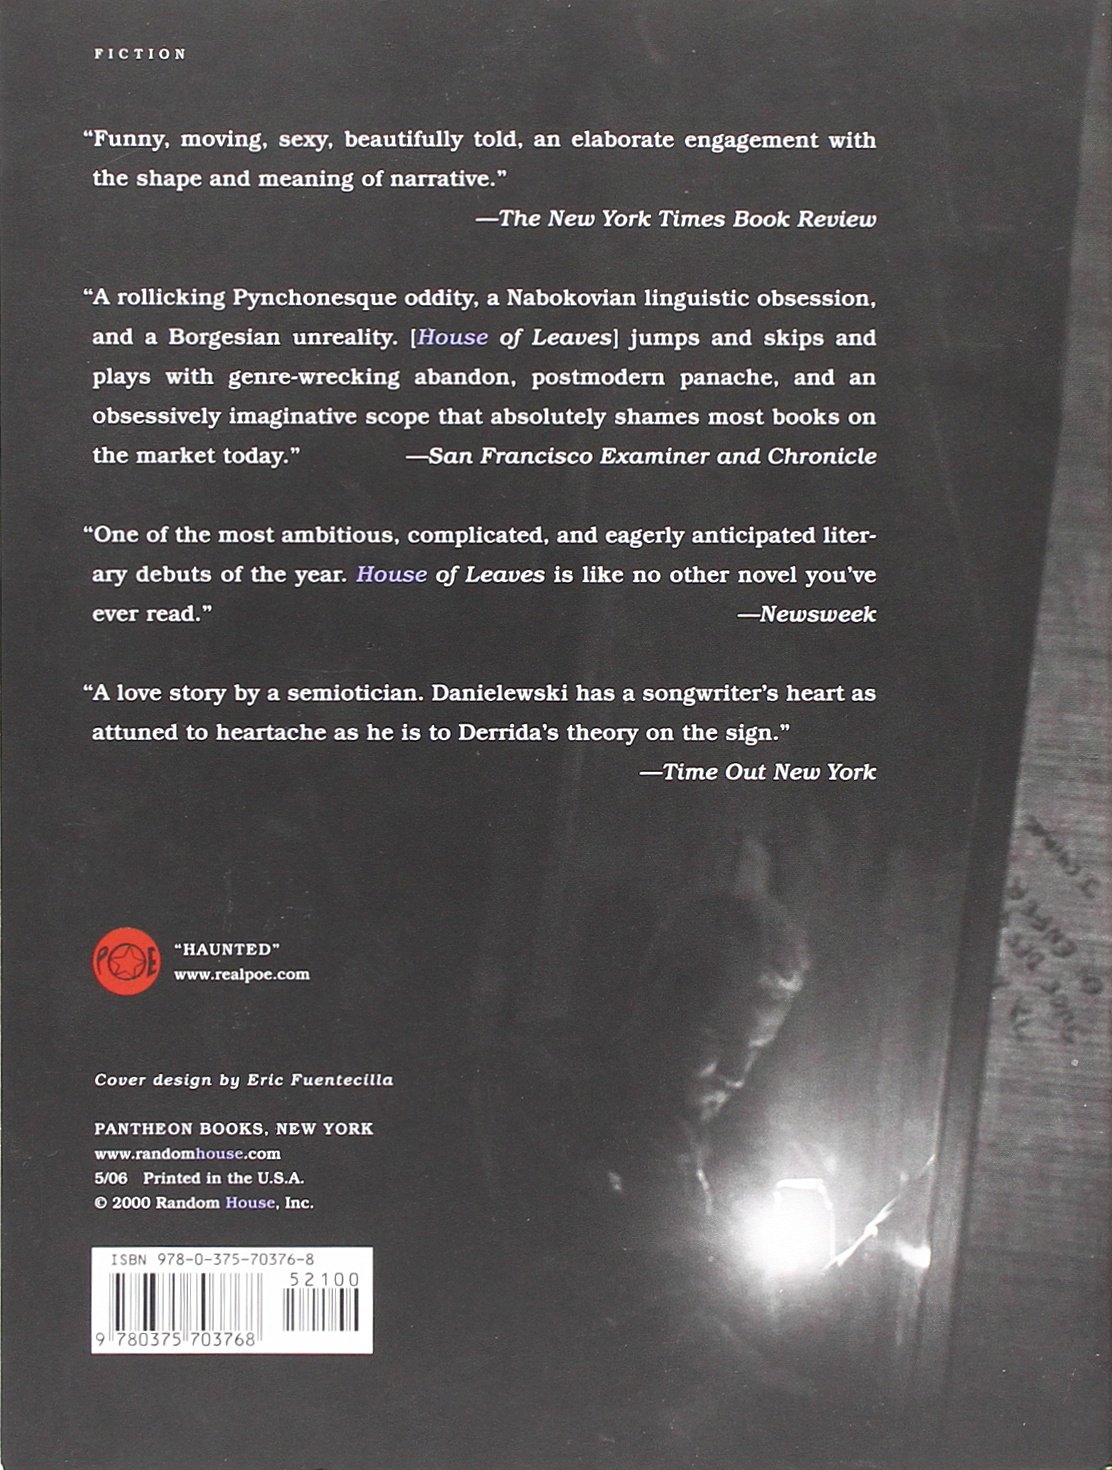 FICTION
“Funny, moving, sexy, beautifully told, an elaborate engagement with
the shape and meaning of narrative.”
—The New York Times Book Review
“A rollicking Pynchonesque oddity, a Nabokovian linguistic obsession,
and a Borgesian unreality. [House of Leaves] jumps and skips and
plays with genre-wrecking abandon, postmodern panache, and an
obsessively imaginative scope that absolutely shames most books on
the market today.” —San Francisco Examiner and Chronicle
“One of the most ambitious, complicated, and eagerly anticipated liter-
ary debuts of the year. House of Leaves is like no other novel you’ve
ever read.” —Newsweek
“A love story by a semiotician. Danielewski has a songwriter’s heart as
attuned to heartache as he is to Derrida’s theory on the sign.”
—Time Out New York
POE
“HAUNTED”
www.realpoe.com
Cover design by Eric Fuentecilla
PANTHEON BOOKS, NEW YORK
www.randomhouse.com
5/06 Printed in the U.S.A.
© 2000 Random House, Inc.
ISBN 978-0-375-70376-8
52100
9 780375 703768